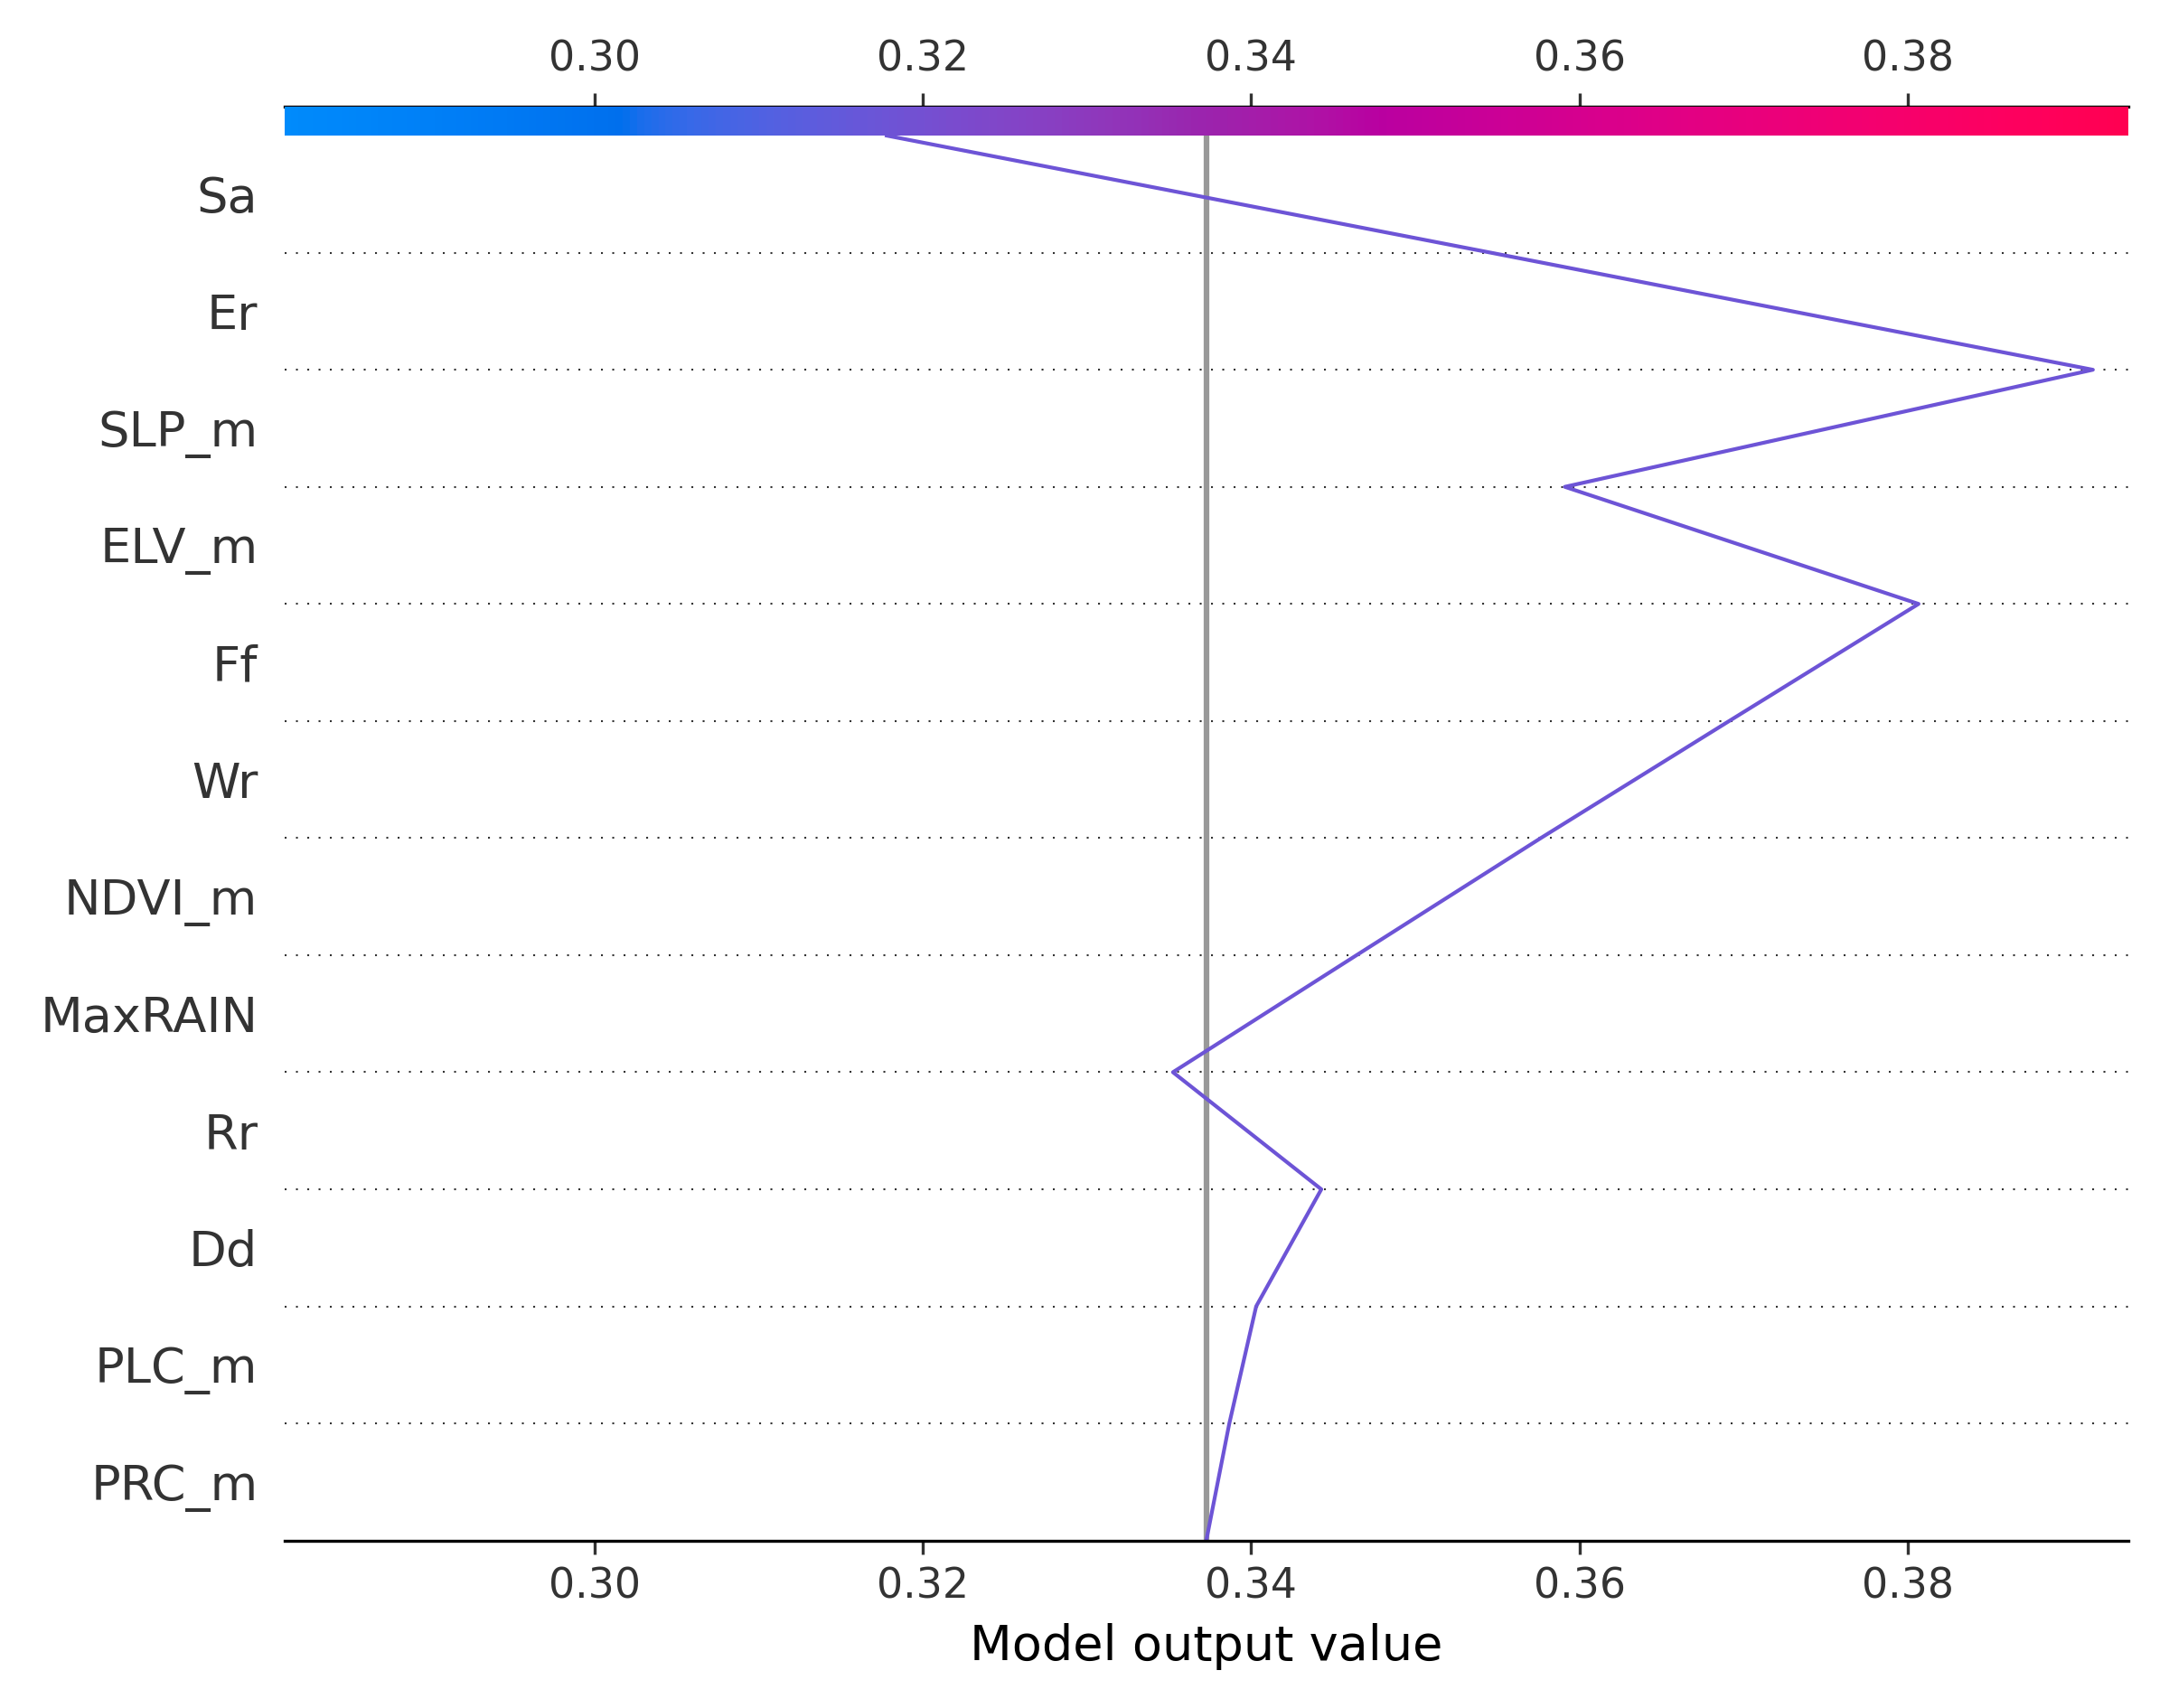 0.30 0.32 0.34 0.36 0.38
Sa
Er
SLP_m
ELV_m
Ff
Wr
NDVI_m
MaxRAIN
Rr
Dd
PLC_m
PRC_m
0.30 0.32 0.34 0.36 0.38
Model output value